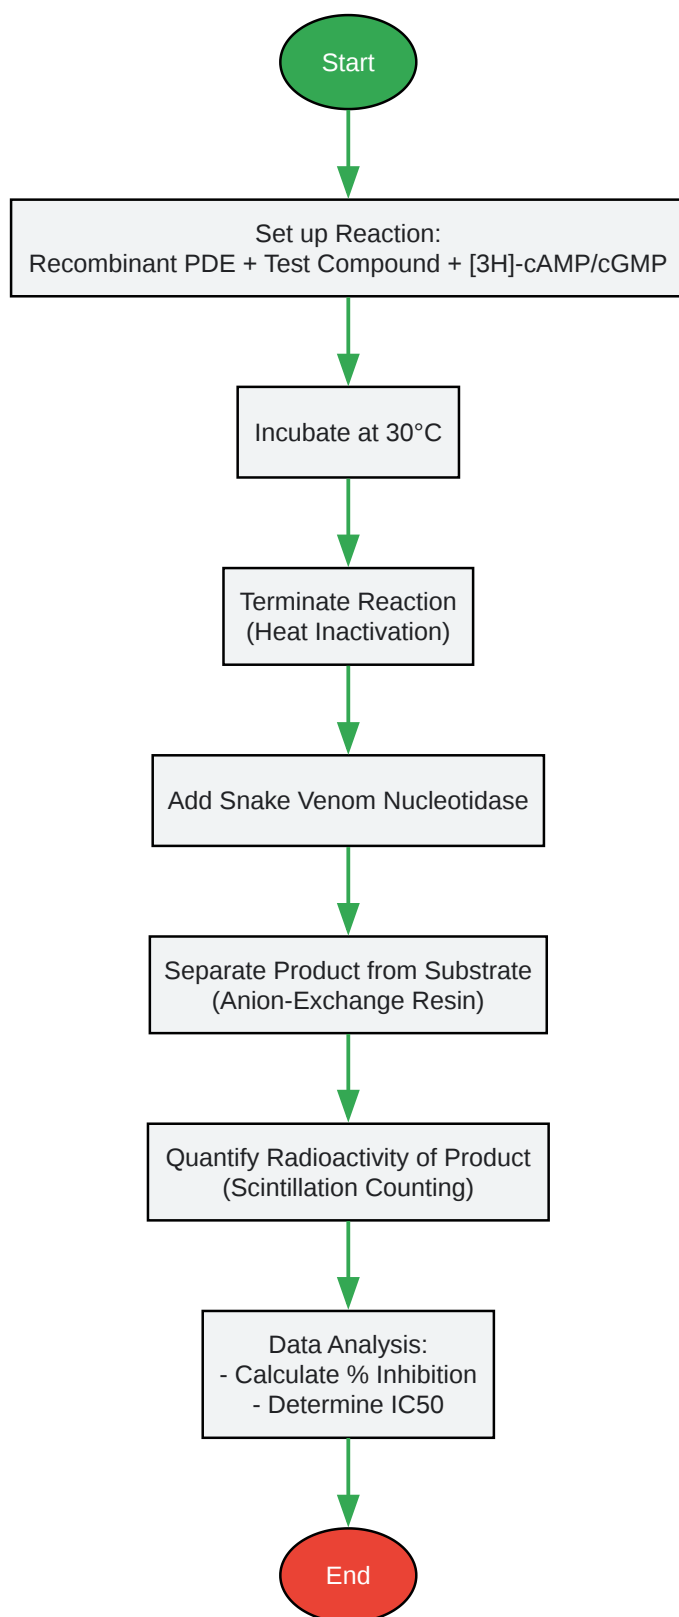 Start
Set up Reaction:
Recombinant PDE + Test Compound + [3H]-cAMP/cGMP
Incubate at 30°C
Terminate Reaction
(Heat Inactivation)
Add Snake Venom Nucleotidase
Separate Product from Substrate
(Anion-Exchange Resin)
Quantify Radioactivity of Product
(Scintillation Counting)
Data Analysis:
- Calculate % Inhibition
- Determine IC50
End